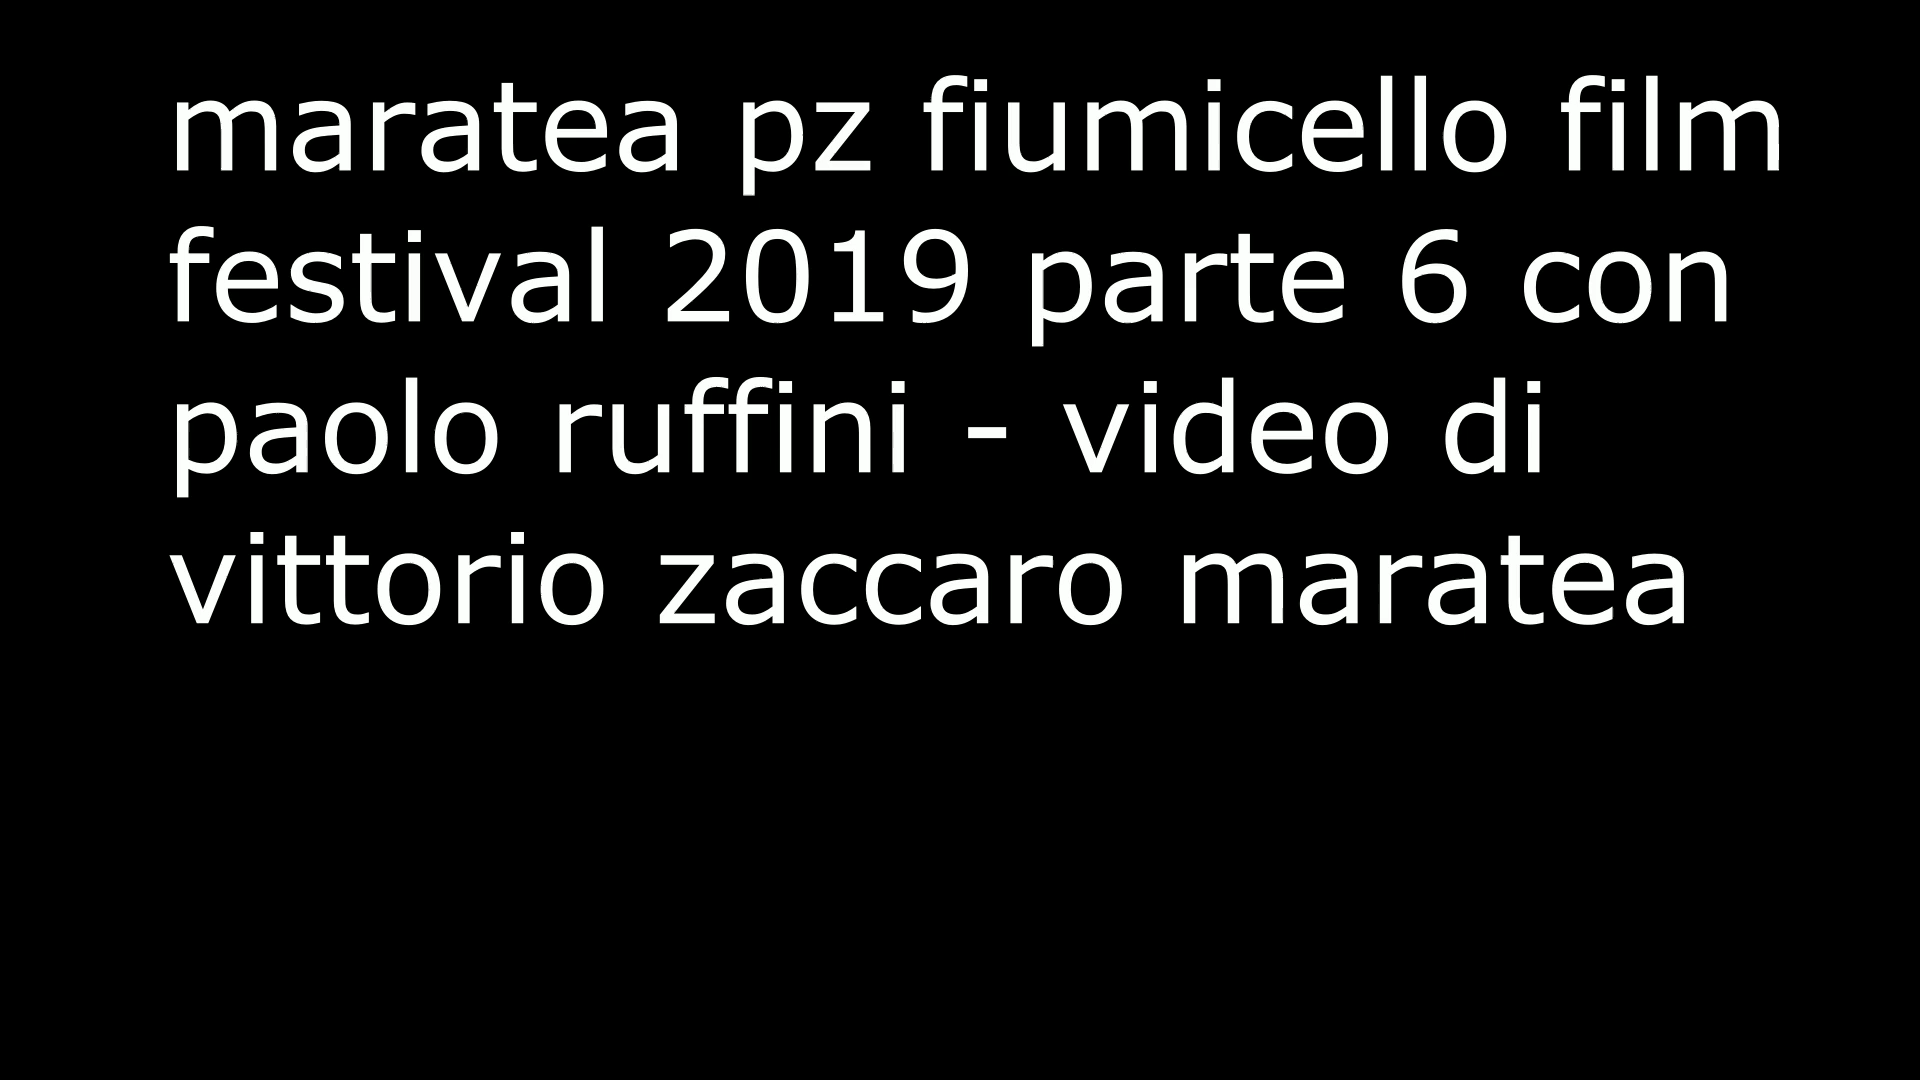 maratea pz fiumicello film
festival 2019 parte 6 con
paolo ruffini - video di
vittorio zaccaro maratea